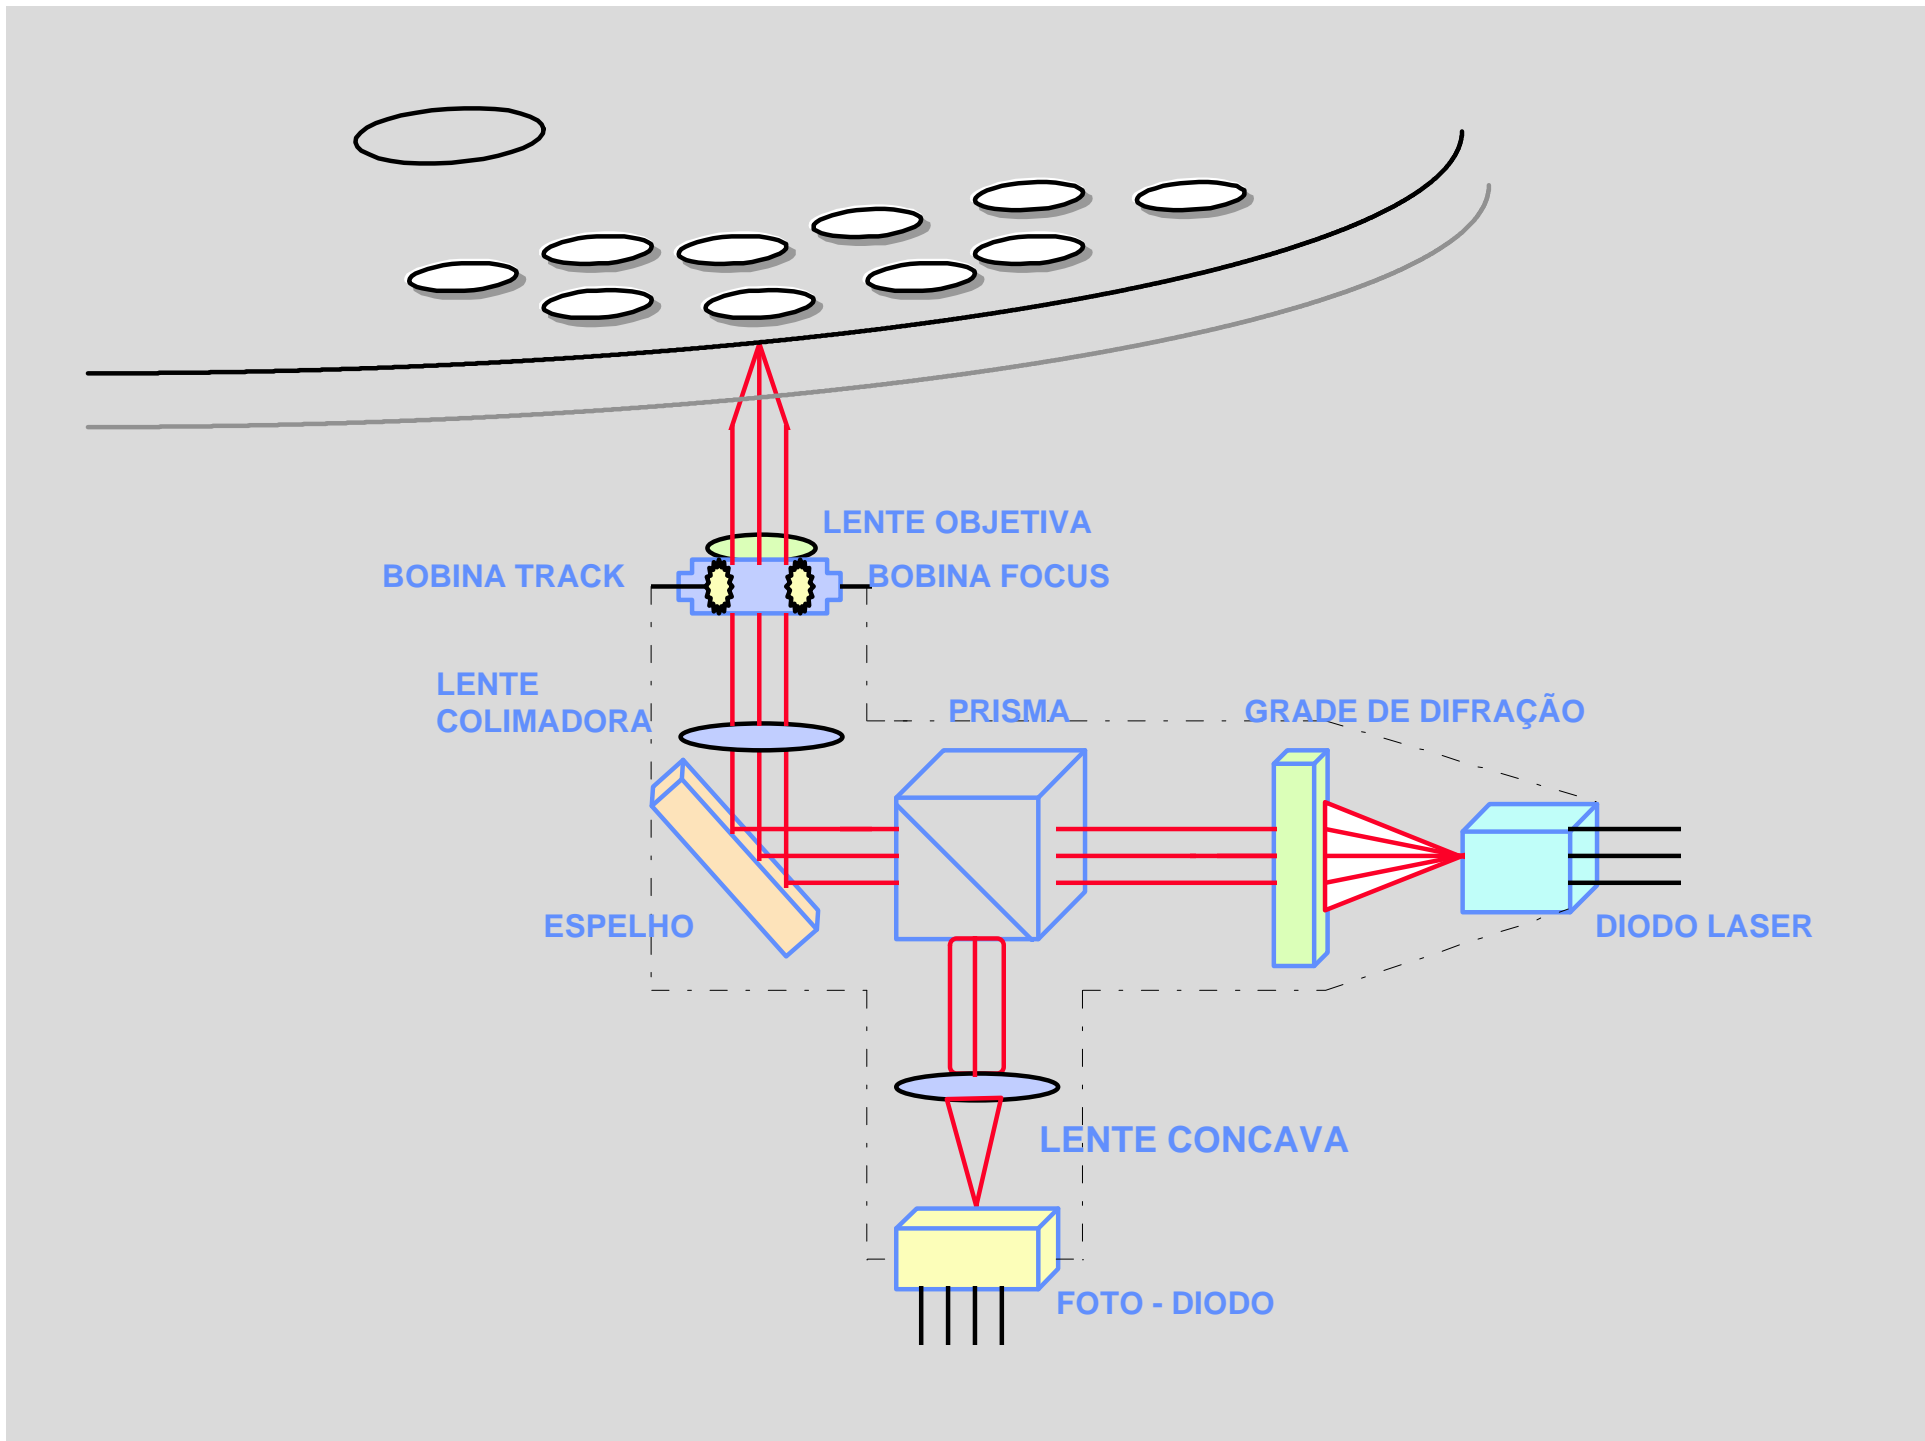 LENTE OBJETIVA
BOBINA TRACK
BOBINA FOCUS
LENTE
COLIMADORA
PRISMA
GRADE DE DIFRAÇÃO
ESPELHO
DIODO LASER
LENTE CONCAVA
FOTO - DIODO